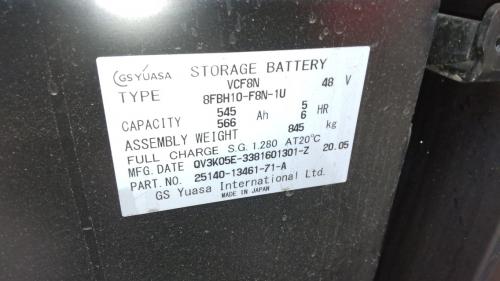 GS YUASA STORAGE BATTERY
VCF8N 48 V
TYPE 8FBH10-F8N-1U
545 5
CAPACITY 566 Ah 6 HR
ASSEMBLY WEIGHT 845 kg
FULL CHARGE S.G. 1.280 AT 20℃
MFG. DATE QV3K05E-3381601301-Z 20.05
PART.NO. 25140-13461-71-A
GS Yuasa International Ltd.
MADE IN JAPAN